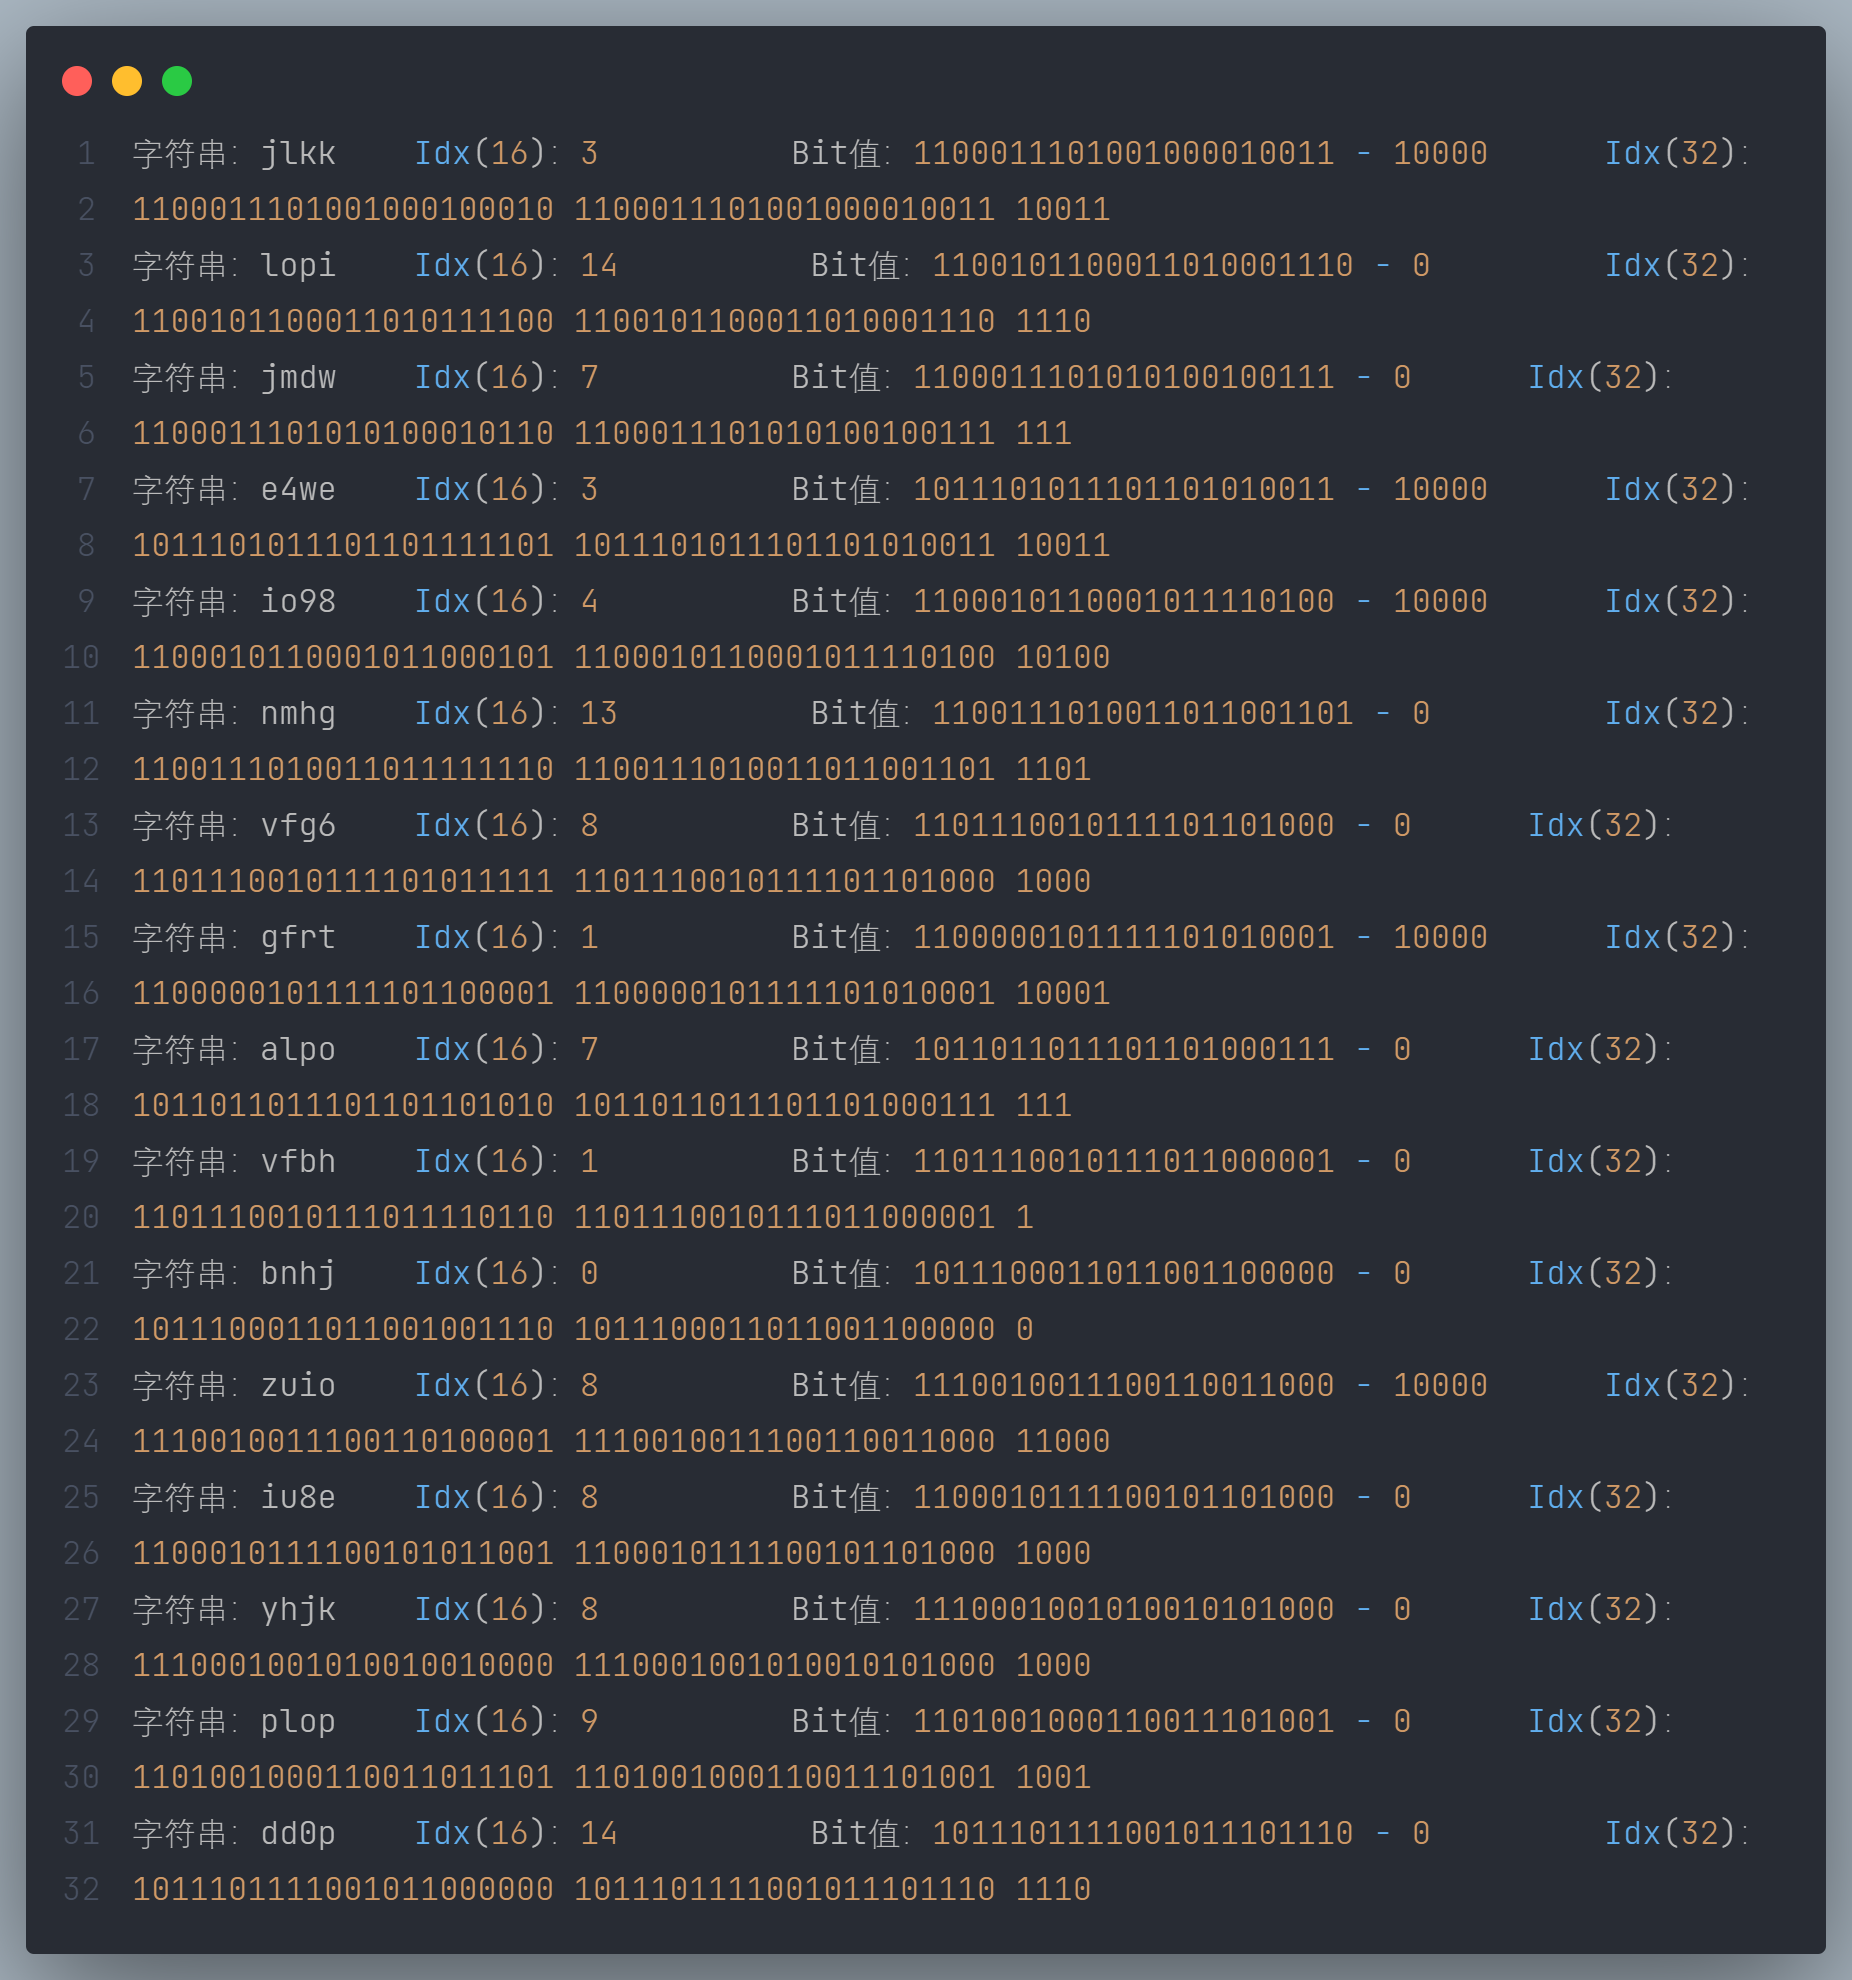 1 字符串: jlkk Idx(16): 3 Bit值: 1100011101001000010011 - 10000 Idx(32):
2 1100011101001000100010 1100011101001000010011 10011
3 字符串: lopi Idx(16): 14 Bit值: 1100101100011010001110 - 0 Idx(32):
4 1100101100011010111100 1100101100011010001110 1110
5 字符串: jmdw Idx(16): 7 Bit值: 1100011101010100100111 - 0 Idx(32):
6 1100011101010100010110 1100011101010100100111 111
7 字符串: e4we Idx(16): 3 Bit值: 1011101011101101010011 - 10000 Idx(32):
8 1011101011101101111101 1011101011101101010011 10011
9 字符串: io98 Idx(16): 4 Bit值: 1100010110001011110100 - 10000 Idx(32):
10 1100010110001011000101 1100010110001011110100 10100
11 字符串: nmhg Idx(16): 13 Bit值: 1100111010011011001101 - 0 Idx(32):
12 1100111010011011111110 1100111010011011001101 1101
13 字符串: vfg6 Idx(16): 8 Bit值: 1101110010111101101000 - 0 Idx(32):
14 1101110010111101011111 1101110010111101101000 1000
15 字符串: gfrt Idx(16): 1 Bit值: 1100000101111101010001 - 10000 Idx(32):
16 1100000101111101100001 1100000101111101010001 10001
17 字符串: alpo Idx(16): 7 Bit值: 1011011011101101000111 - 0 Idx(32):
18 1011011011101101101010 1011011011101101000111 111
19 字符串: vfbh Idx(16): 1 Bit值: 1101110010111011000001 - 0 Idx(32):
20 1101110010111011110110 1101110010111011000001 1
21 字符串: bnhj Idx(16): 0 Bit值: 1011100011011001100000 - 0 Idx(32):
22 1011100011011001001110 1011100011011001100000 0
23 字符串: zuio Idx(16): 8 Bit值: 1110010011100110011000 - 10000 Idx(32):
24 1110010011100110100001 1110010011100110011000 11000
25 字符串: iu8e Idx(16): 8 Bit值: 1100010111100101101000 - 0 Idx(32):
26 1100010111100101011001 1100010111100101101000 1000
27 字符串: yhjk Idx(16): 8 Bit值: 1110001001010010101000 - 0 Idx(32):
28 1110001001010010010000 1110001001010010101000 1000
29 字符串: plop Idx(16): 9 Bit值: 1101001000110011101001 - 0 Idx(32):
30 1101001000110011011101 1101001000110011101001 1001
31 字符串: dd0p Idx(16): 14 Bit值: 1011101111001011101110 - 0 Idx(32):
32 1011101111001011000000 1011101111001011101110 1110